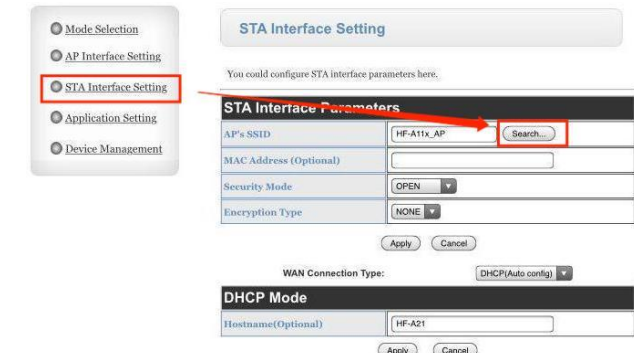 Mode Selection
AP Interface Setting
STA Interface Setting
Application Setting
Device Management
STA Interface Setting
You could configure STA interface parameters here.
STA Interface Parameters
AP's SSID HF-A11x_AP Search...
MAC Address (Optional)
Security Mode OPEN
Encryption Type NONE
Apply Cancel
WAN Connection Type: DHCP(Auto config)
DHCP Mode
Hostname(Optional) HF-A21
Apply Cancel